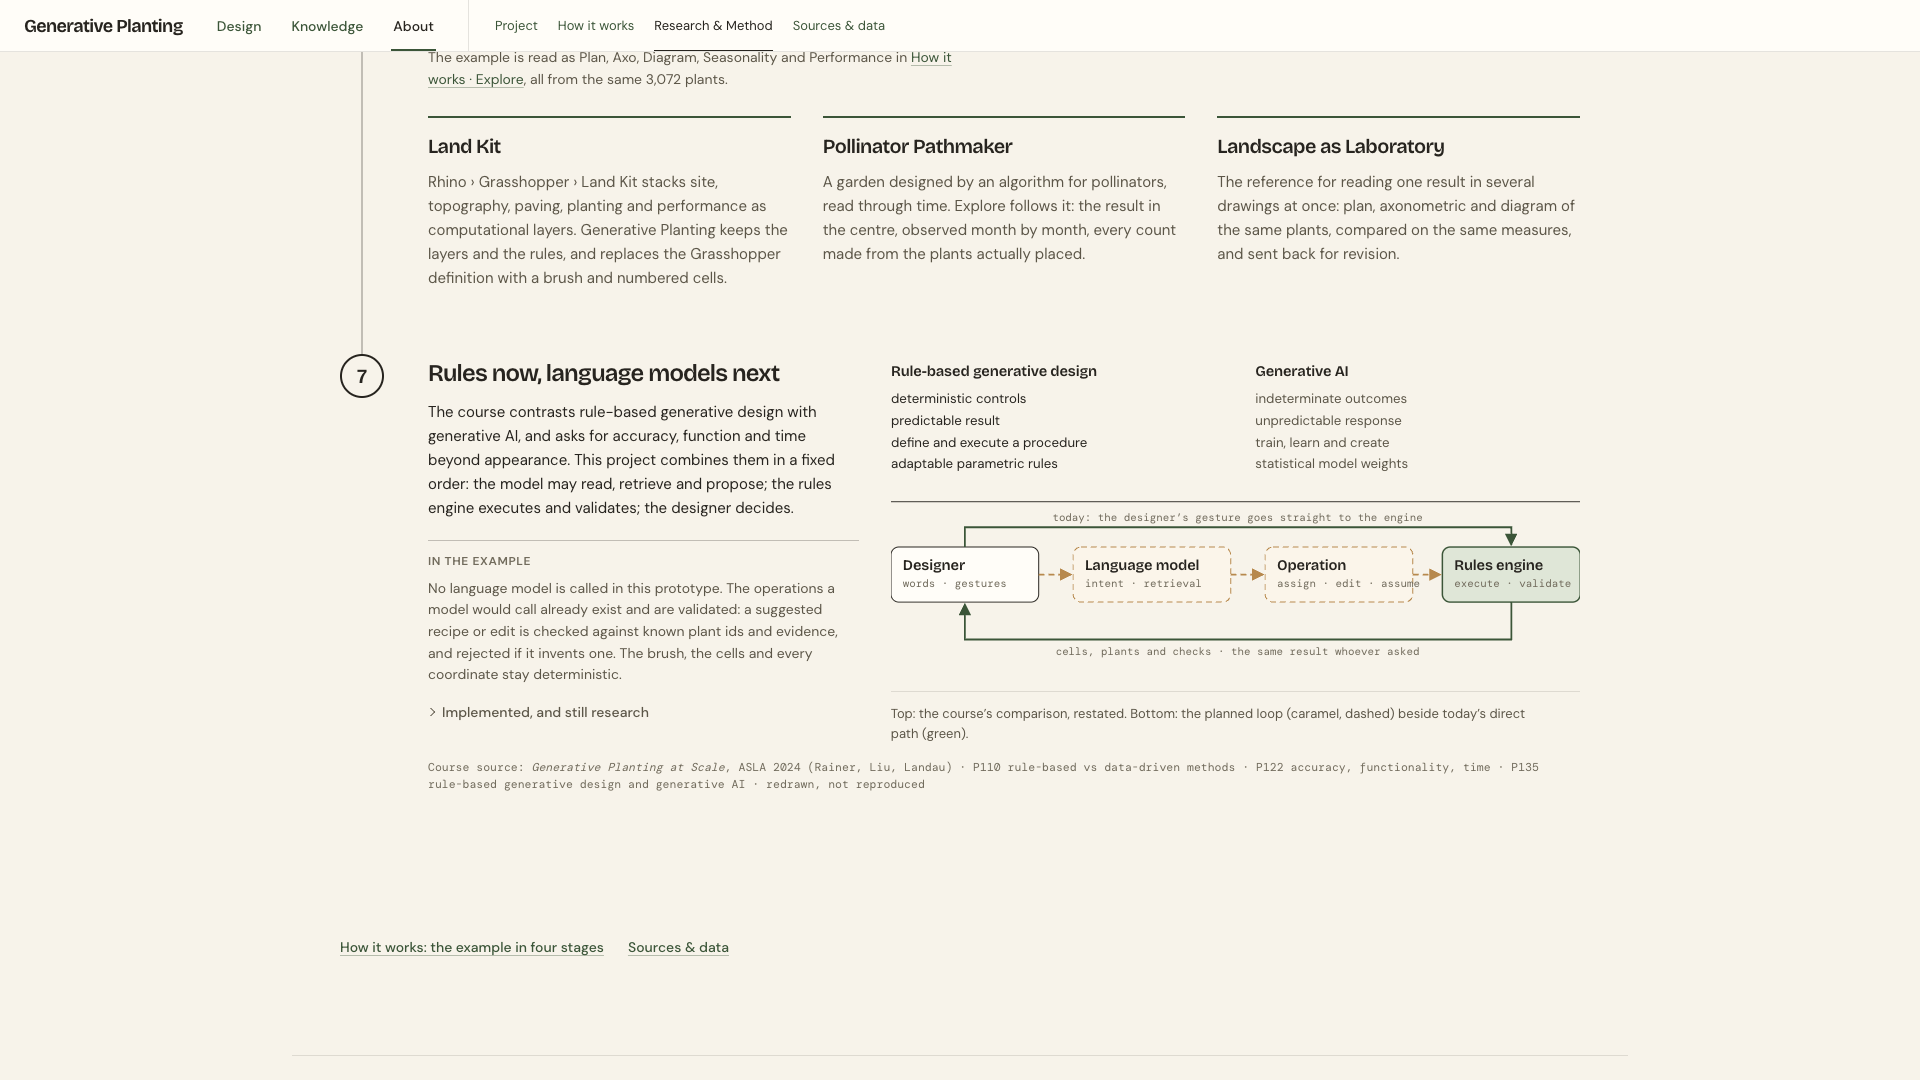 Generative Planting Design Knowledge About Project How it works Research & Method Sources & data
The example is read as Plan, Axo, Diagram, Seasonality and Performance in How it
works · Explore, all from the same 3,072 plants.
Land Kit
Rhino › Grasshopper › Land Kit stacks site,
topography, paving, planting and performance as
computational layers. Generative Planting keeps the
layers and the rules, and replaces the Grasshopper
definition with a brush and numbered cells.
Pollinator Pathmaker
A garden designed by an algorithm for pollinators,
read through time. Explore follows it: the result in
the centre, observed month by month, every count
made from the plants actually placed.
Landscape as Laboratory
The reference for reading one result in several
drawings at once: plan, axonometric and diagram of
the same plants, compared on the same measures,
and sent back for revision.
7
Rules now, language models next
The course contrasts rule-based generative design with
generative AI, and asks for accuracy, function and time
beyond appearance. This project combines them in a fixed
order: the model may read, retrieve and propose; the rules
engine executes and validates; the designer decides.
IN THE EXAMPLE
No language model is called in this prototype. The operations a
model would call already exist and are validated: a suggested
recipe or edit is checked against known plant ids and evidence,
and rejected if it invents one. The brush, the cells and every
coordinate stay deterministic.
Implemented, and still research
Rule-based generative design
deterministic controls
predictable result
define and execute a procedure
adaptable parametric rules
Generative AI
indeterminate outcomes
unpredictable response
train, learn and create
statistical model weights
today: the designer’s gesture goes straight to the engine
Designer
words · gestures
Language model
intent · retrieval
Operation
assign · edit · assume
Rules engine
execute · validate
cells, plants and checks · the same result whoever asked
Top: the course’s comparison, restated. Bottom: the planned loop (caramel, dashed) beside today’s direct
path (green).
Course source: Generative Planting at Scale, ASLA 2024 (Rainer, Liu, Landau) · P110 rule-based vs data-driven methods · P122 accuracy, functionality, time · P135
rule-based generative design and generative AI · redrawn, not reproduced
How it works: the example in four stages Sources & data